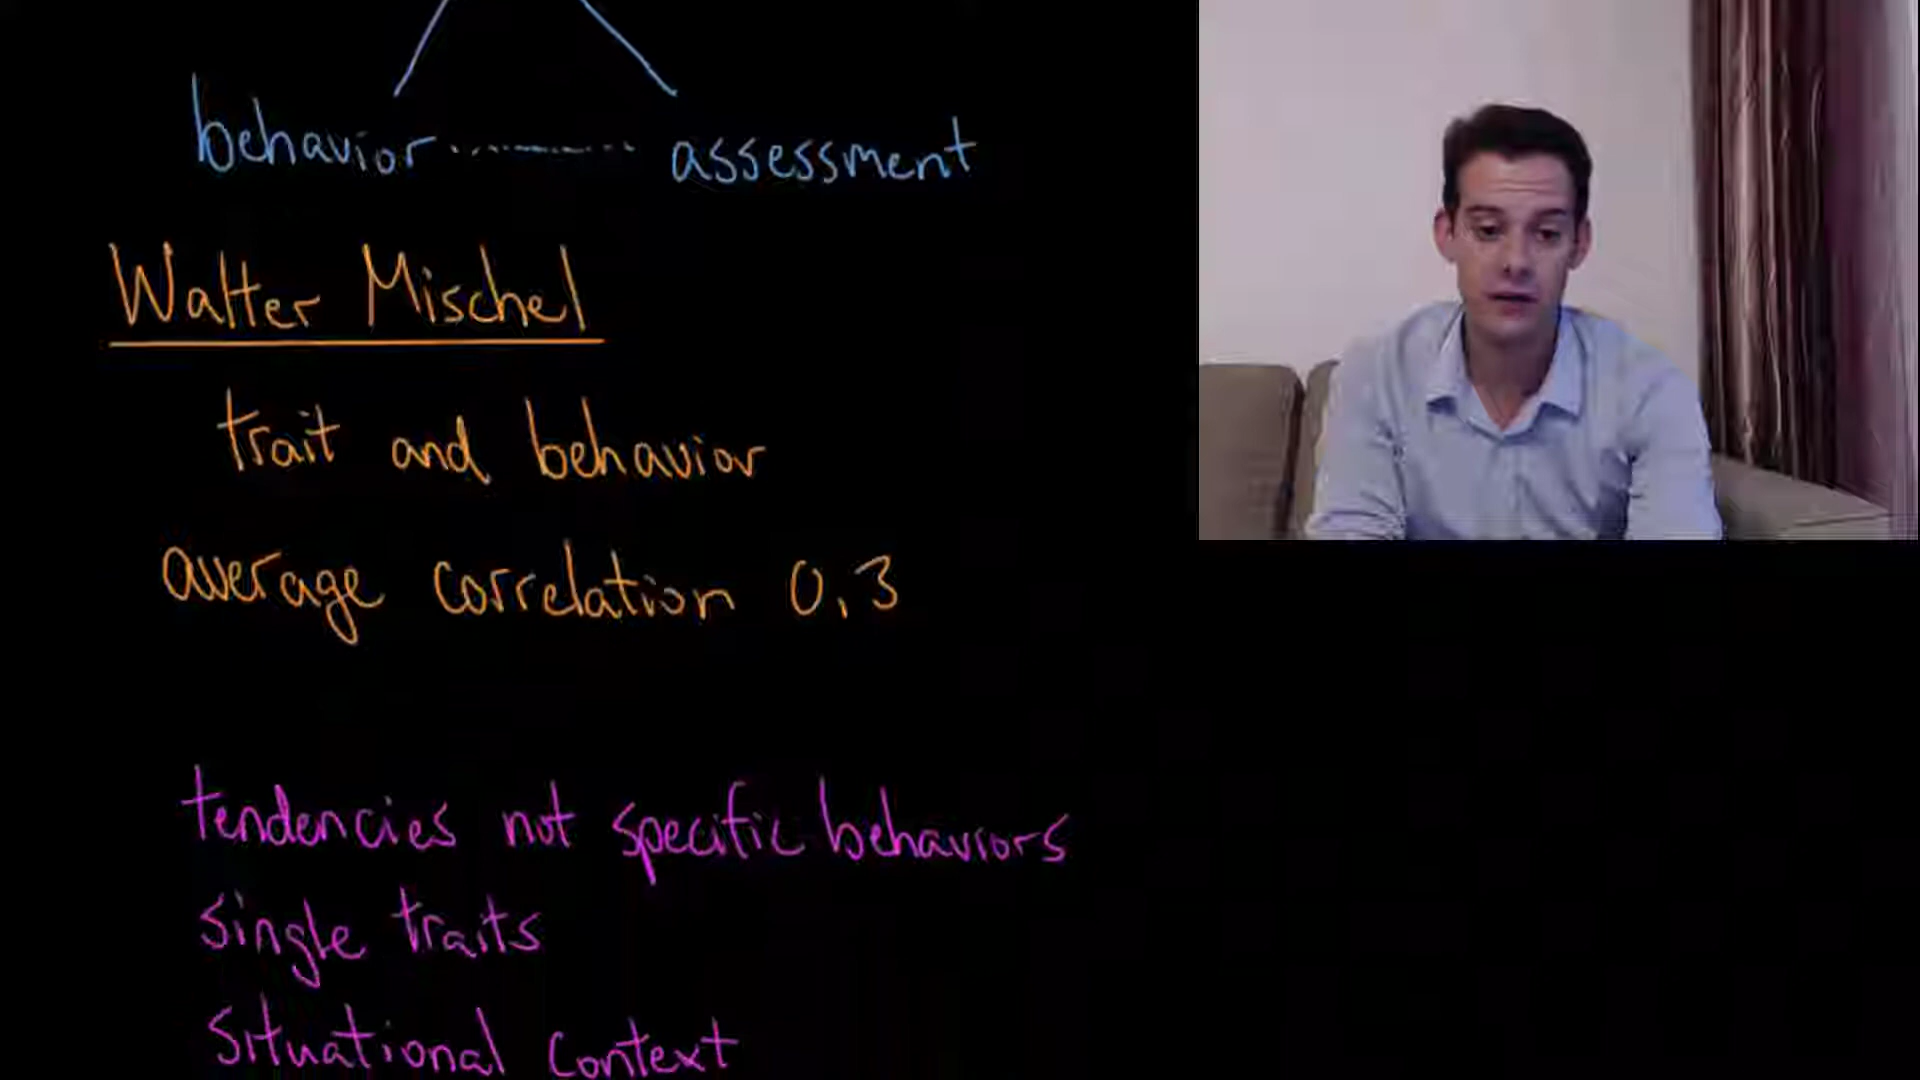 behavior assessment
Walter Mischel
trait and behavior
average correlation 0.3
tendencies not specific behaviors
single traits
situational context